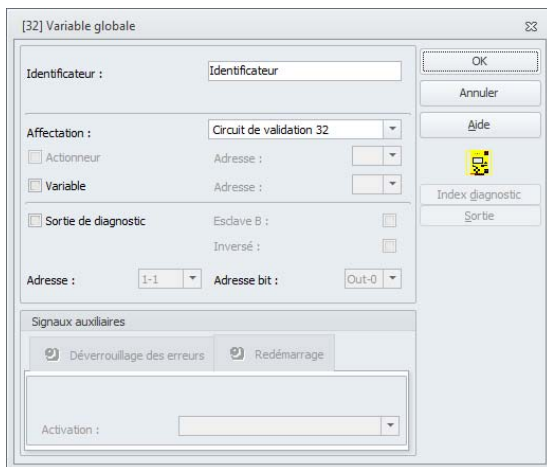 [32] Variable globale
Identificateur :
Identificateur
OK
Annuler
Affectation :
Circuit de validation 32
Aide
Actionneur
Adresse :
Variable
Adresse :
Index diagnostic
Sortie de diagnostic
Esclave B :
Sortie
Inversé :
Adresse :
1-1
Adresse bit :
Out-0
Signaux auxiliaires
Déverrouillage des erreurs
Redémarrage
Activation :